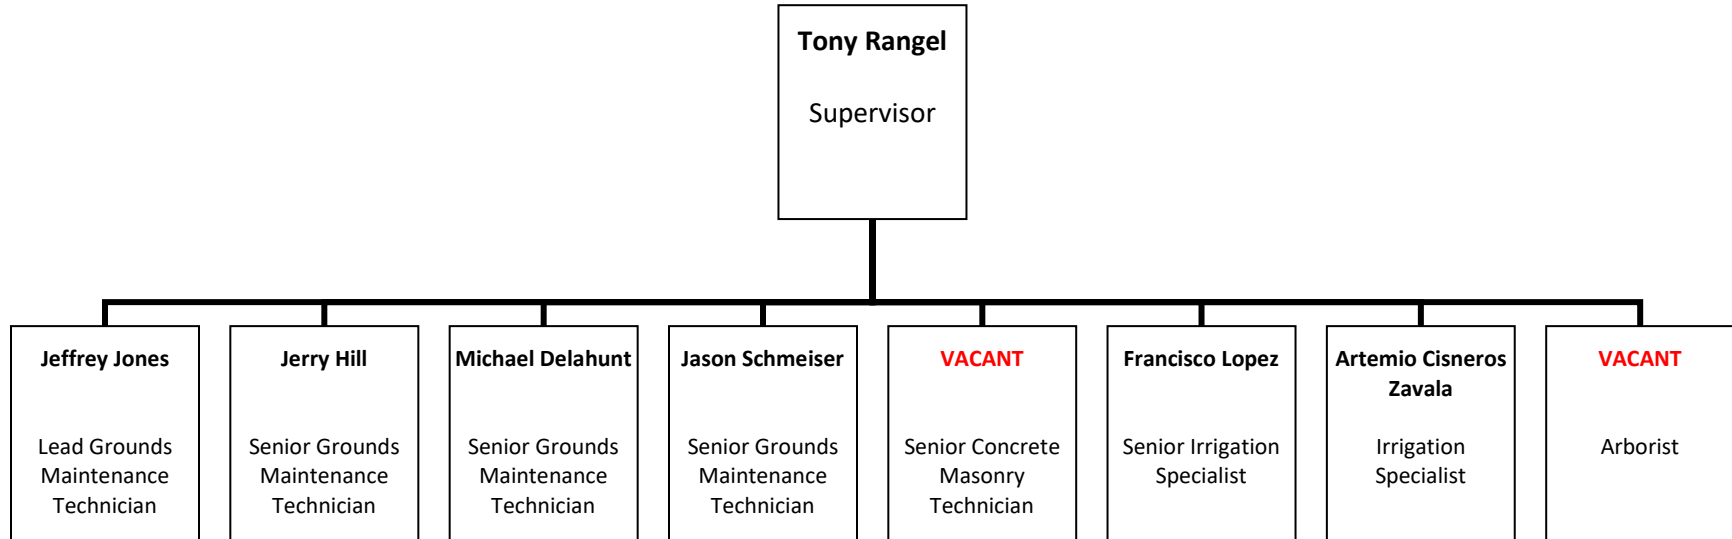 Tony Rangel
Supervisor
Jeffrey Jones
Lead Grounds
Maintenance
Technician
Jerry Hill
Senior Grounds
Maintenance
Technician
Michael Delahunt
Senior Grounds
Maintenance
Technician
Jason Schmeiser
Senior Grounds
Maintenance
Technician
VACANT
Senior Concrete
Masonry
Technician
Francisco Lopez
Senior Irrigation
Specialist
Artemio Cisneros
Zavala
Irrigation
Specialist
VACANT
Arborist